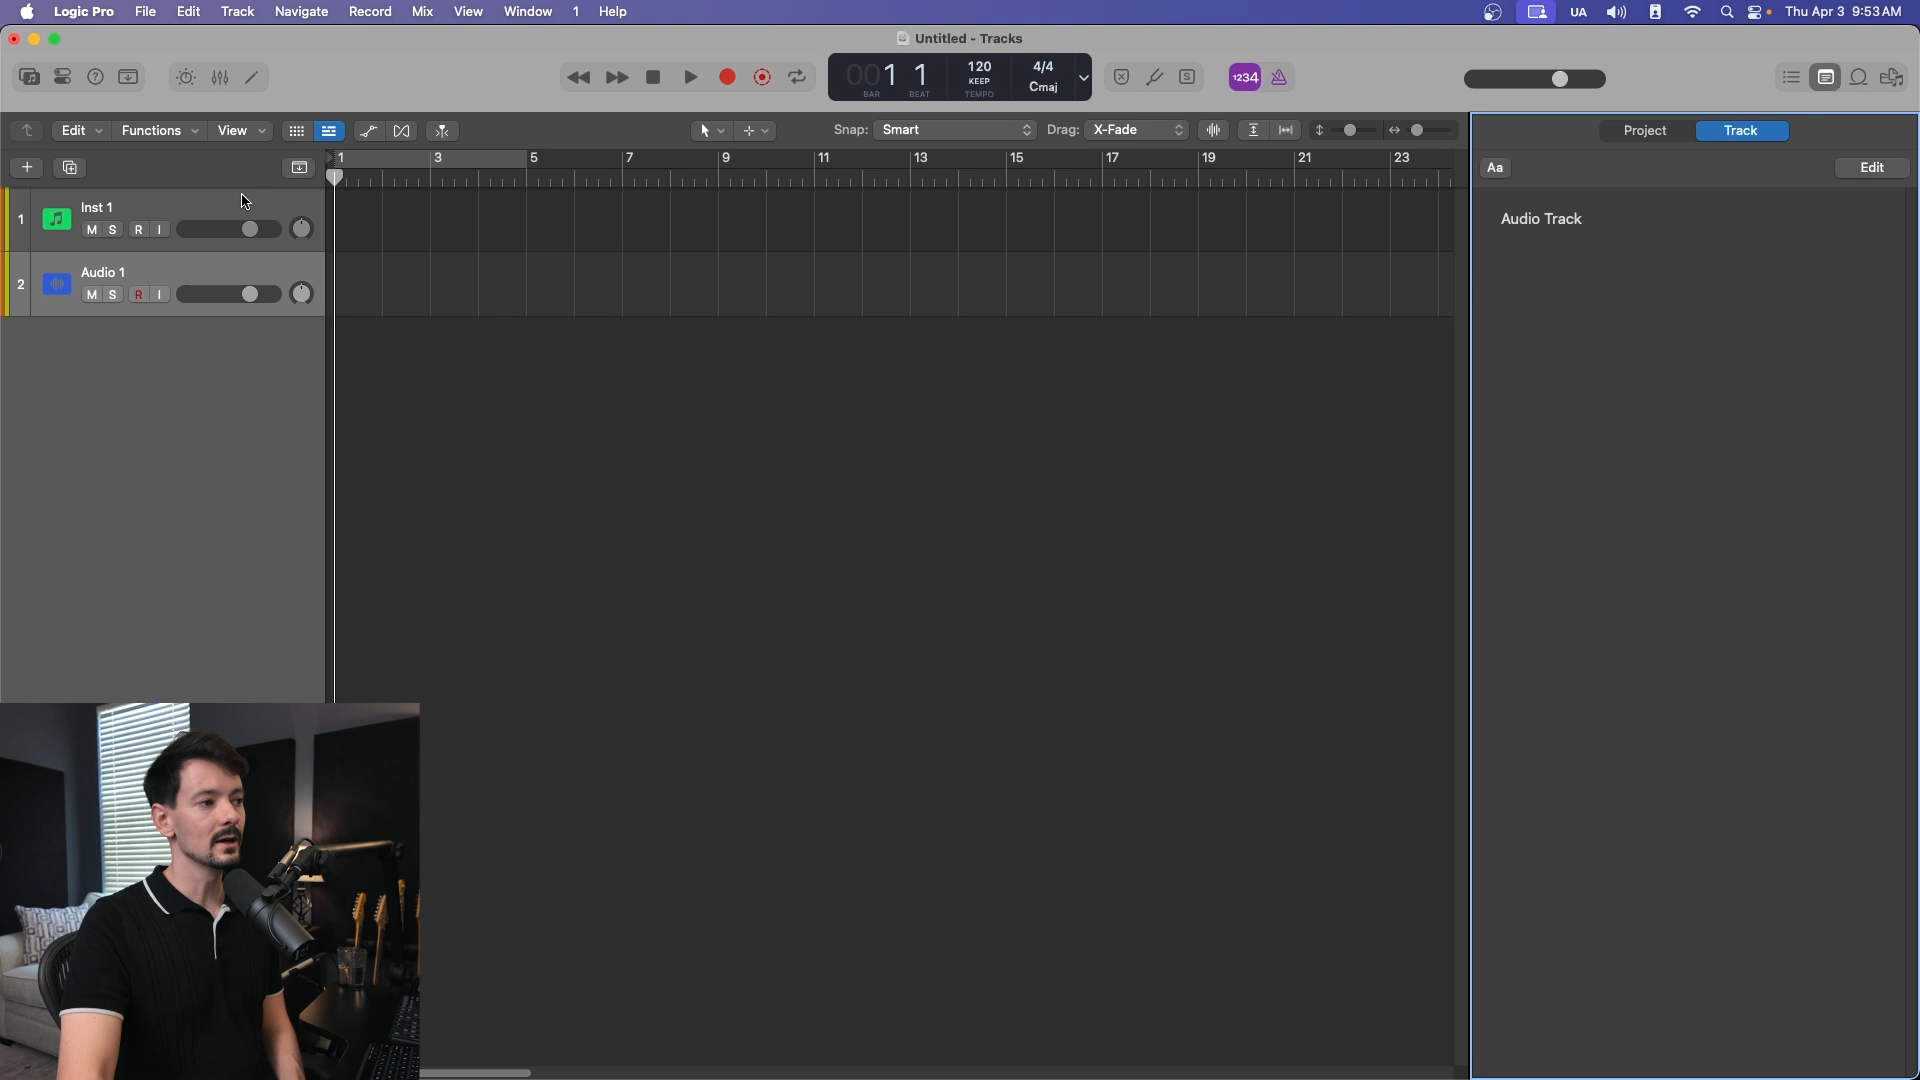 Logic Pro File Edit Track Navigate Record Mix View Window 1 Help UA Thu Apr 3 9:53 AM
Untitled - Tracks
001 1 120 KEEP 4/4 Cmaj
BAR BEAT TEMPO
S 1234
Edit Functions View Snap: Smart Drag: X-Fade Project Track
1 3 5 7 9 11 13 15 17 19 21 23
Aa Edit
1 Inst 1
M S R I
Audio Track
2 Audio 1
M S R I